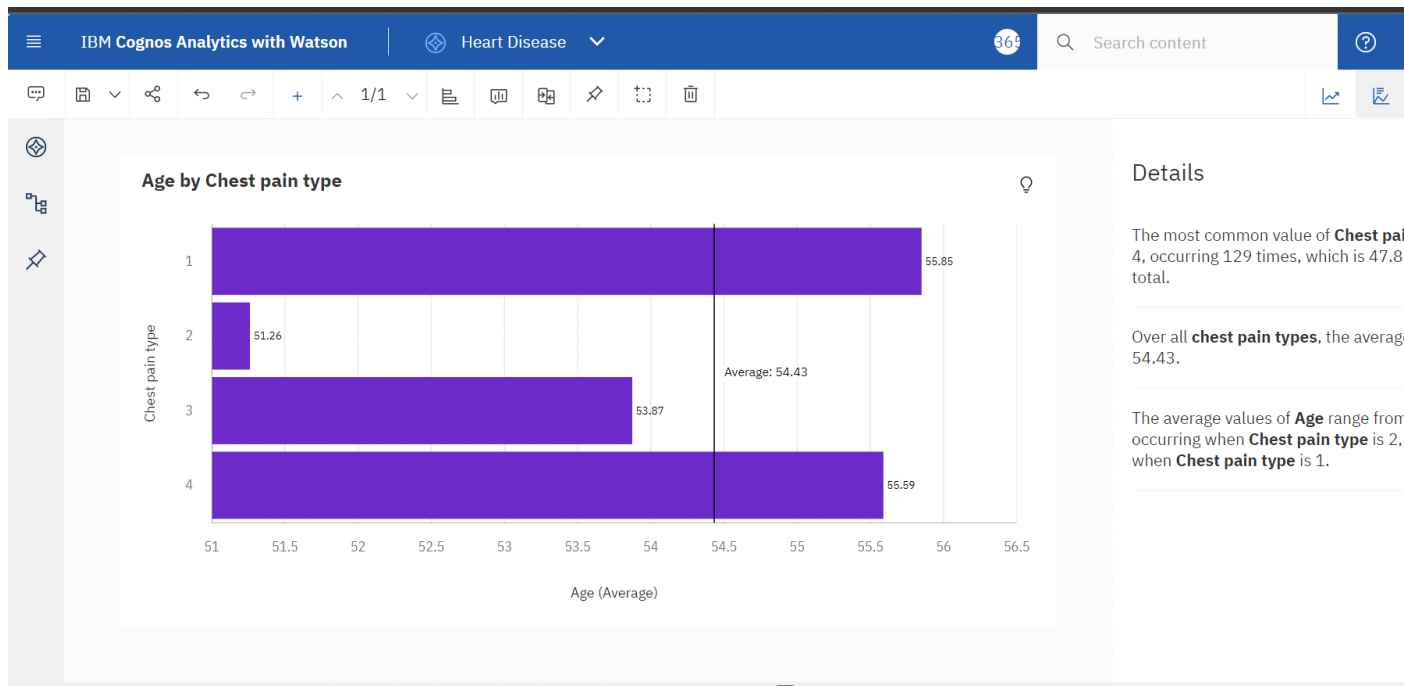 IBM Cognos Analytics with Watson
Heart Disease
365
Search content
1/1
Age by Chest pain type
Chest pain type
1
2
3
4
55.85
51.26
53.87
55.59
Average: 54.43
51 51.5 52 52.5 53 53.5 54 54.5 55 55.5 56 56.5
Age (Average)
Details
The most common value of Chest pai
4, occurring 129 times, which is 47.8
total.
Over all chest pain types, the average
54.43.
The average values of Age range from
occurring when Chest pain type is 2,
when Chest pain type is 1.